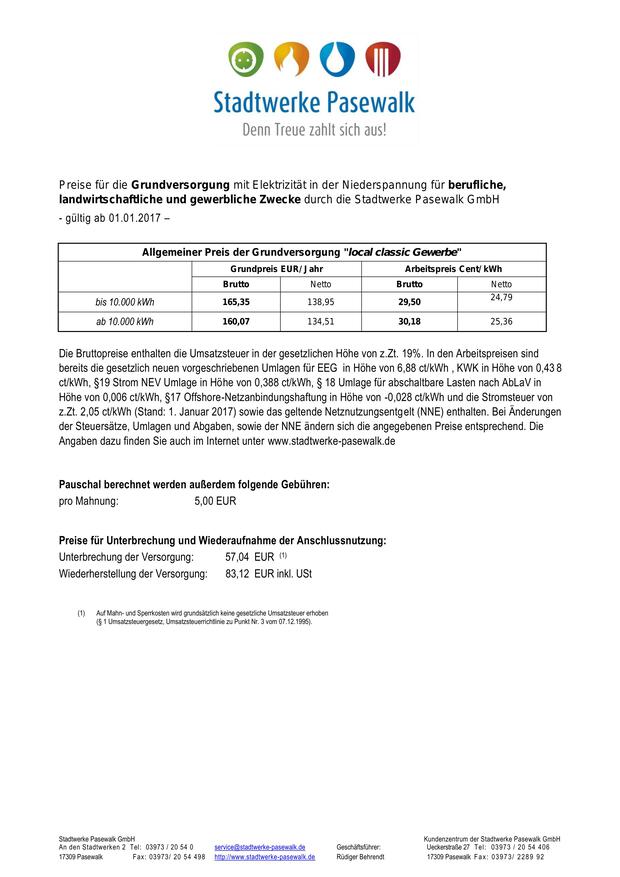 Stadtwerke Pasewalk
Denn Treue zahlt sich aus!
Preise für die Grundversorgung mit Elektrizität in der Niederspannung für berufliche,
landwirtschaftliche und gewerbliche Zwecke durch die Stadtwerke Pasewalk GmbH
- gültig ab 01.01.2017 –
Allgemeiner Preis der Grundversorgung "local classic Gewerbe"
Grundpreis EUR/Jahr Arbeitspreis Cent/kWh
Brutto Netto Brutto Netto
bis 10.000 kWh 165,35 138,95 29,50 24,79
ab 10.000 kWh 160,07 134,51 30,18 25,36
Die Bruttopreise enthalten die Umsatzsteuer in der gesetzlichen Höhe von z.Zt. 19%. In den Arbeitspreisen sind
bereits die gesetzlich neuen vorgeschriebenen Umlagen für EEG in Höhe von 6,88 ct/kWh , KWK in Höhe von 0,43 8
ct/kWh, §19 Strom NEV Umlage in Höhe von 0,388 ct/kWh, § 18 Umlage für abschaltbare Lasten nach AbLaV in
Höhe von 0,006 ct/kWh, §17 Offshore-Netzanbindungshaftung in Höhe von -0,028 ct/kWh und die Stromsteuer von
z.Zt. 2,05 ct/kWh (Stand: 1. Januar 2017) sowie das geltende Netznutzungsentgelt (NNE) enthalten. Bei Änderungen
der Steuersätze, Umlagen und Abgaben, sowie der NNE ändern sich die angegebenen Preise entsprechend. Die
Angaben dazu finden Sie auch im Internet unter www.stadtwerke-pasewalk.de
Pauschal berechnet werden außerdem folgende Gebühren:
pro Mahnung: 5,00 EUR
Preise für Unterbrechung und Wiederaufnahme der Anschlussnutzung:
Unterbrechung der Versorgung: 57,04 EUR (1)
Wiederherstellung der Versorgung: 83,12 EUR inkl. USt
(1) Auf Mahn- und Sperrkosten wird grundsätzlich keine gesetzliche Umsatzsteuer erhoben
(§ 1 Umsatzsteuergesetz, Umsatzsteuerrichtlinie zu Punkt Nr. 3 vom 07.12.1995).
Stadtwerke Pasewalk GmbH Kundenzentrum der Stadtwerke Pasewalk GmbH
An den Stadtwerken 2 Tel: 03973 / 20 54 0 service@stadtwerke-pasewalk.de Geschäftsführer: Ueckerstraße 27 Tel: 03973 / 20 54 406
17309 Pasewalk Fax: 03973/ 20 54 498 http://www.stadtwerke-pasewalk.de Rüdiger Behrendt 17309 Pasewalk Fax: 03973/ 2289 92